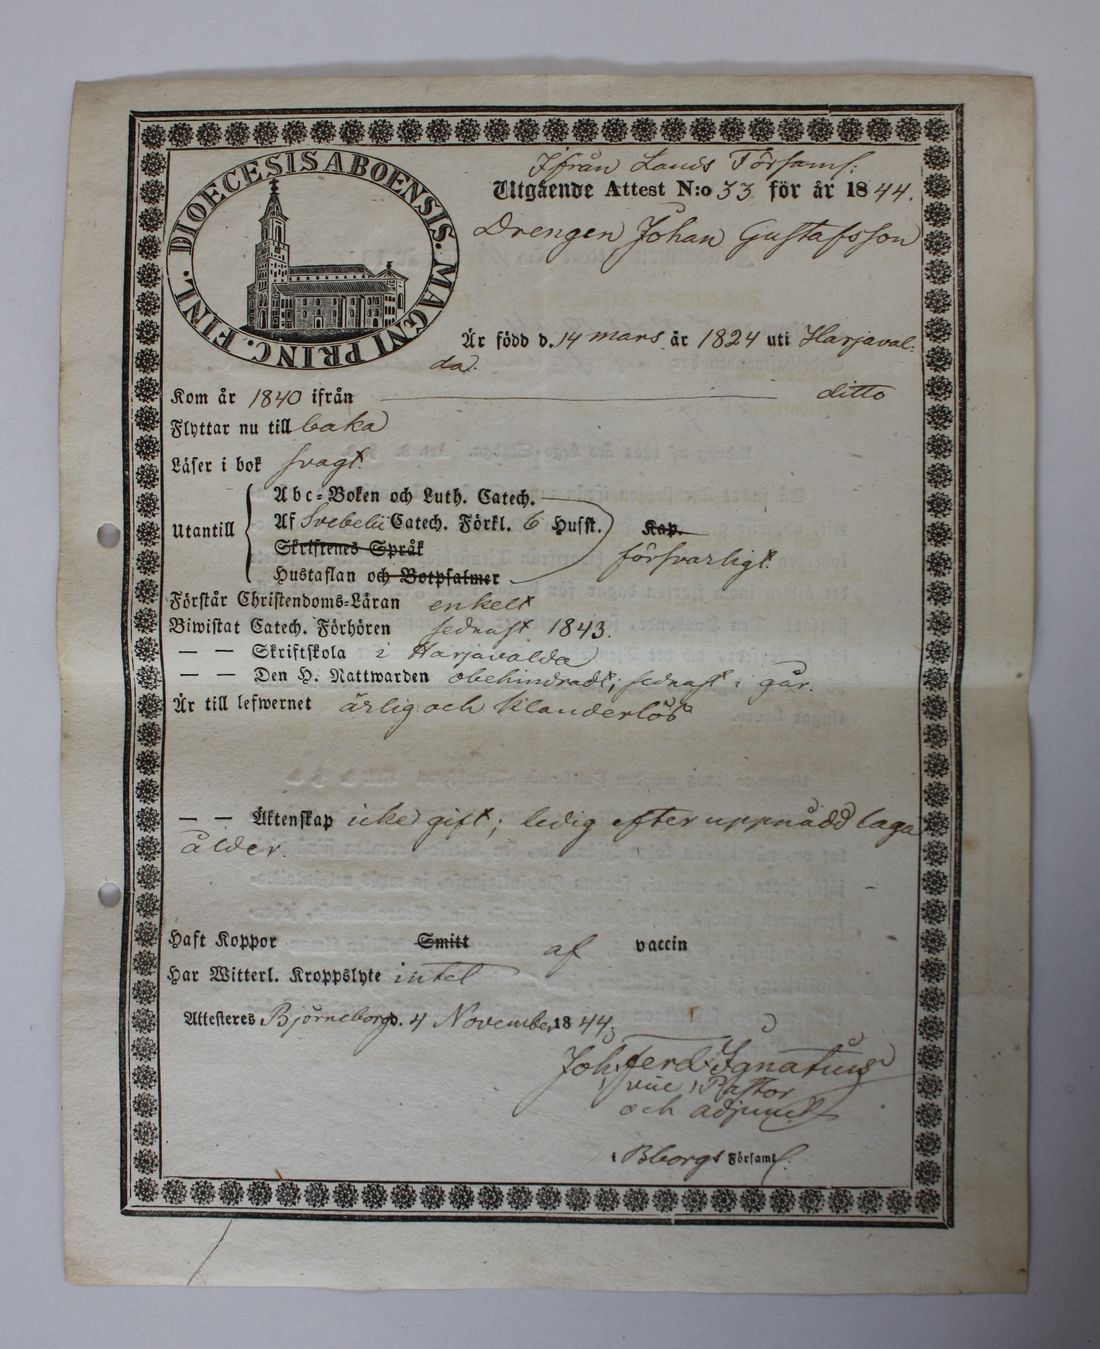 DIOECESIS ABOENSIS. MAGNI PRINC. FINL.
Ifrån Lands Församl.
Utgående Attest N:o 33 för år 1844.
Drengen Johan Gustafsson
Är född d. 14 mars år 1824 uti Harjaval-
da.
Kom år 1840 ifrån ditto
Flyttar nu till baka
Läser i bok svagt.
Abc-Boken och Luth. Catech.
Utantill Af Svebelii Catech. Förkl. 6 Hufst. Kap.
Skriftenes Språk försvarligt.
Hustaflan och Botpsalmer
Förstår Christendoms-Läran enkelt
Biwistat Catech. Förhören sednast 1843.
— — Skriftskola i Harjavalda
— — Den H. Nattwarden obehindradt; sednast i går.
Är till lefwernet ärlig och klanderlös
— — Äktenskap icke gift; ledig efter uppnådd laga
ålder.
Haft Koppor Smitt af vaccin
Har Witterl. Kroppslyte intet
Attesteres Björneborg d. 4 November 1844.
Joh. Ferd. Ignatius
vice Pastor
och adjunct
i Bborgs Församl.